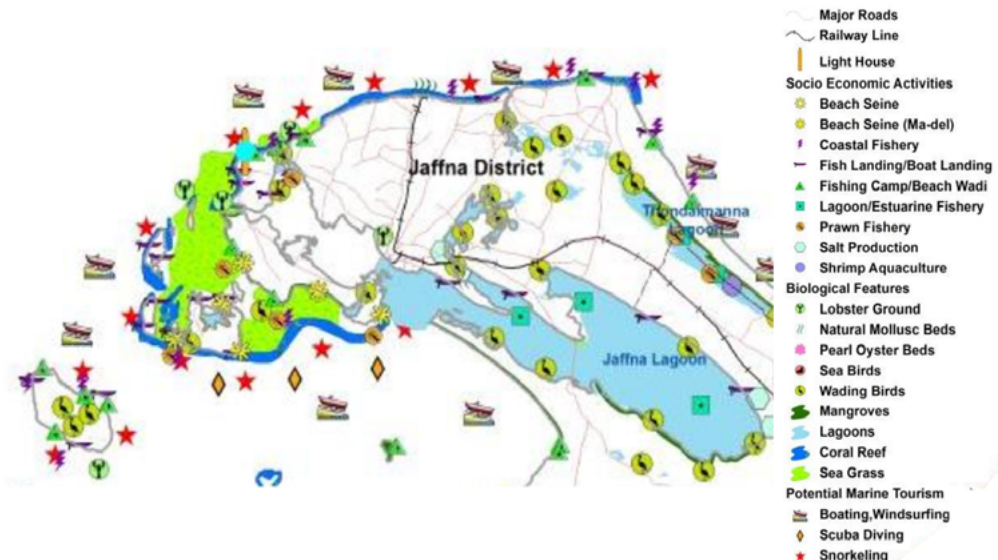 Major Roads
Railway Line
Light House
Socio Economic Activities
Beach Seine
Beach Seine (Ma-del)
Coastal Fishery
Fish Landing/Boat Landing
Fishing Camp/Beach Wadi
Lagoon/Estuarine Fishery
Prawn Fishery
Salt Production
Shrimp Aquaculture
Biological Features
Lobster Ground
Natural Mollusc Beds
Pearl Oyster Beds
Sea Birds
Wading Birds
Mangroves
Lagoons
Coral Reef
Sea Grass
Potential Marine Tourism
Boating,Windsurfing
Scuba Diving
Snorkeling
Jaffna District
Thondaimanna
Lagoon
Jaffna Lagoon